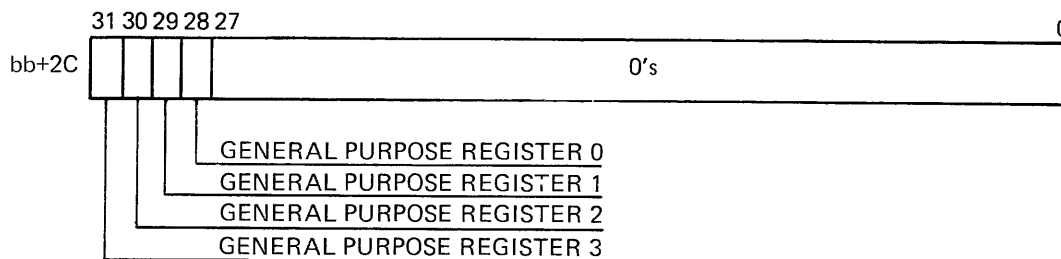 31 30 29 28 27 0
bb+2C 0's
GENERAL PURPOSE REGISTER 0
GENERAL PURPOSE REGISTER 1
GENERAL PURPOSE REGISTER 2
GENERAL PURPOSE REGISTER 3